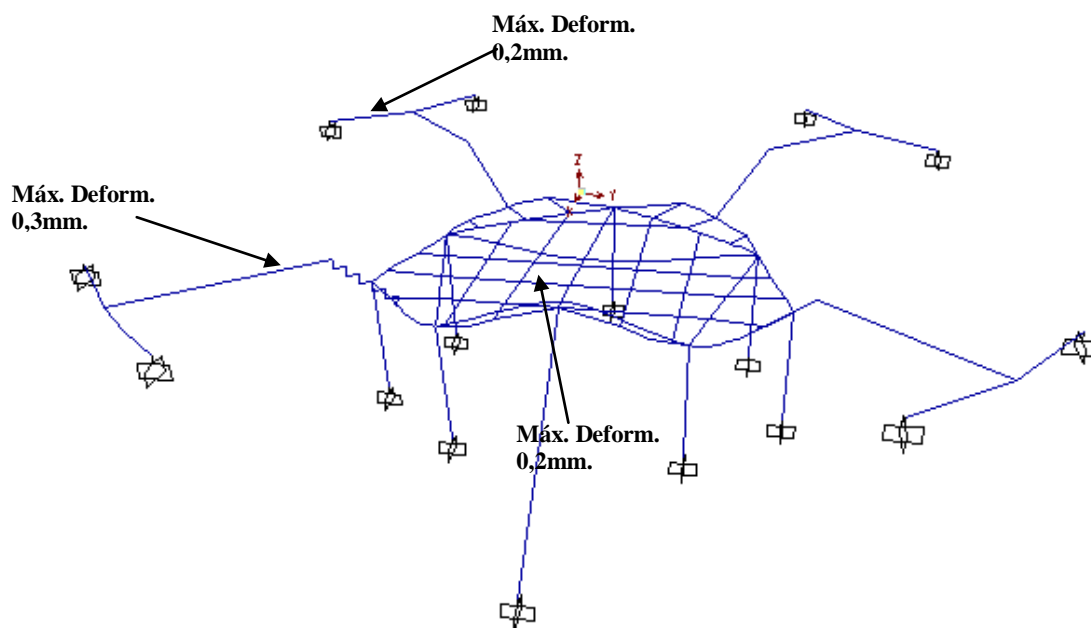 Máx. Deform.
0,2mm.
Z
Y
X
Máx. Deform.
0,3mm.
Máx. Deform.
0,2mm.